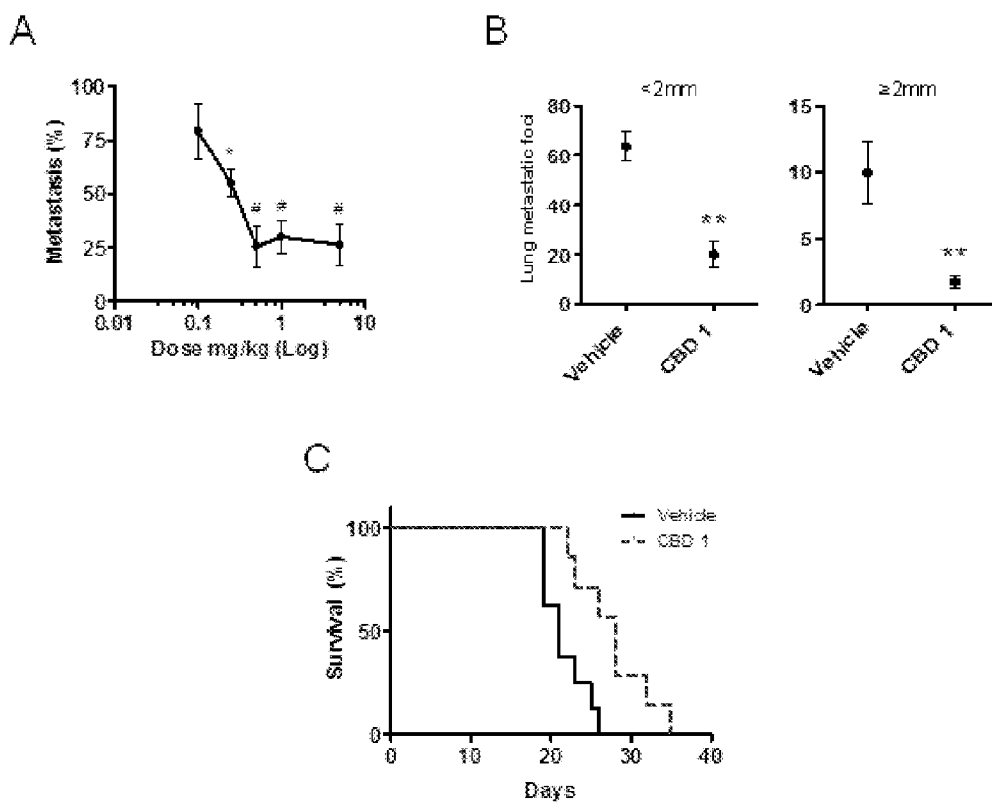 A
Metastasis (%)
100
75
50
25
0
*
#
#
#
0.01
0.1
1
10
Dose mg/kg (Log)
B
<2mm
Lung metastatic foci
80
60
40
20
0
**
Vehicle
CBD 1
≥2mm
15
10
5
0
**
Vehicle
CBD 1
C
Vehicle
CBD 1
Survival (%)
100
50
0
0
10
20
30
40
Days